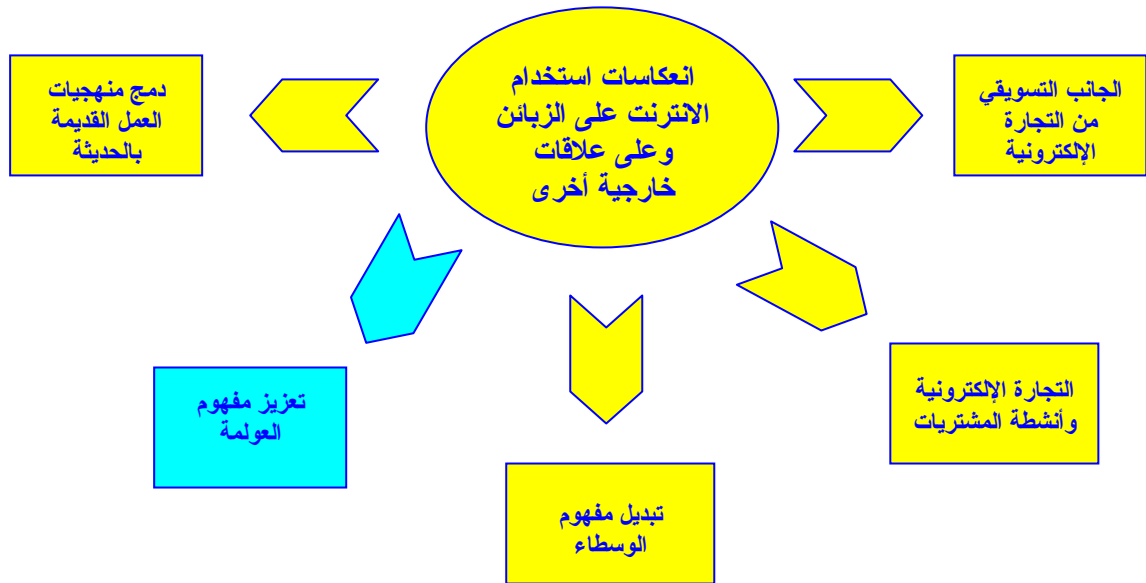 انعكاسات استخدام
الانترنت على الزبائن
وعلى علاقات
خارجية أخرى
الجانب التسويقي
من التجارة
الإلكترونية
دمج منهجيات
العمل القديمة
بالحديثة
التجارة الإلكترونية
وأنشطة المشتريات
تعزيز مفهوم
العولمة
تبديل مفهوم
الوسطاء